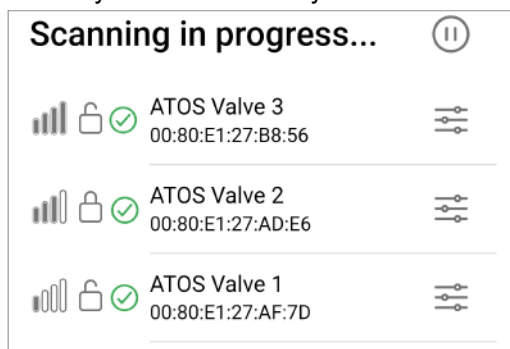 Scanning in progress...
ATOS Valve 3
00:80:E1:27:B8:56
ATOS Valve 2
00:80:E1:27:AD:E6
ATOS Valve 1
00:80:E1:27:AF:7D